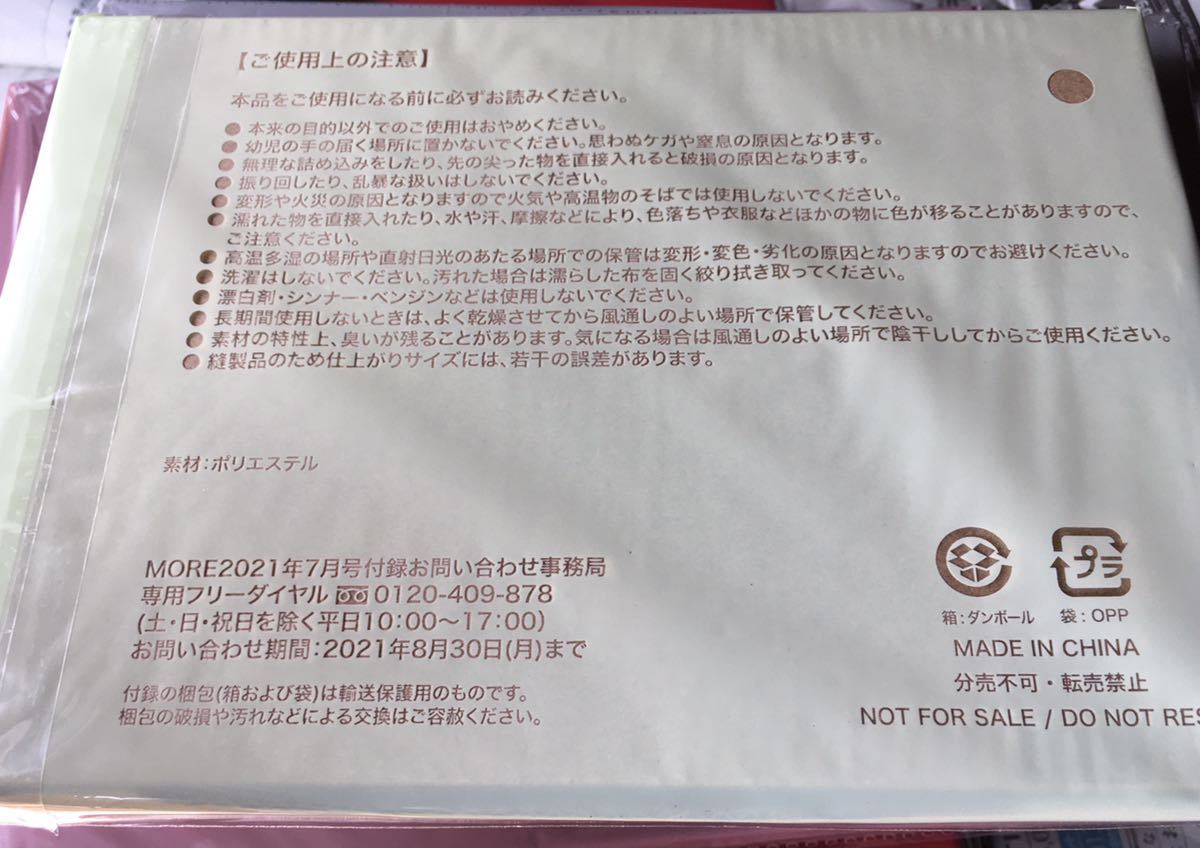 【ご使用上の注意】
本品をご使用になる前に必ずお読みください。
●本来の目的以外でのご使用はおやめください。
●幼児の手の届く場所に置かないでください。思わぬケガや窒息の原因となります。
●無理な詰め込みをしたり、先の尖った物を直接入れると破損の原因となります。
●振り回したり、乱暴な扱いはしないでください。
●変形や火災の原因となりますので火気や高温物のそばでは使用しないでください。
●濡れた物を直接入れたり、水や汗、摩擦などにより、色落ちや衣服などほかの物に色が移ることがありますので、
ご注意ください。
●高温多湿の場所や直射日光のあたる場所での保管は変形・変色・劣化の原因となりますのでお避けください。
●洗濯はしないでください。汚れた場合は濡らした布を固く絞り拭き取ってください。
●漂白剤・シンナー・ベンジンなどは使用しないでください。
●長期間使用しないときは、よく乾燥させてから風通しのよい場所で保管してください。
●素材の特性上、臭いが残ることがあります。気になる場合は風通しのよい場所で陰干ししてからご使用ください。
●縫製品のため仕上がりサイズには、若干の誤差があります。
素材:ポリエステル
MORE2021年7月号付録お問い合わせ事務局
専用フリーダイヤル 0120-409-878
(土・日・祝日を除く平日10:00～17:00)
お問い合わせ期間:2021年8月30日(月)まで
付録の梱包(箱および袋)は輸送保護用のものです。
梱包の破損や汚れなどによる交換はご容赦ください。
プラ
箱:ダンボール 袋:OPP
MADE IN CHINA
分売不可・転売禁止
NOT FOR SALE / DO NOT RES